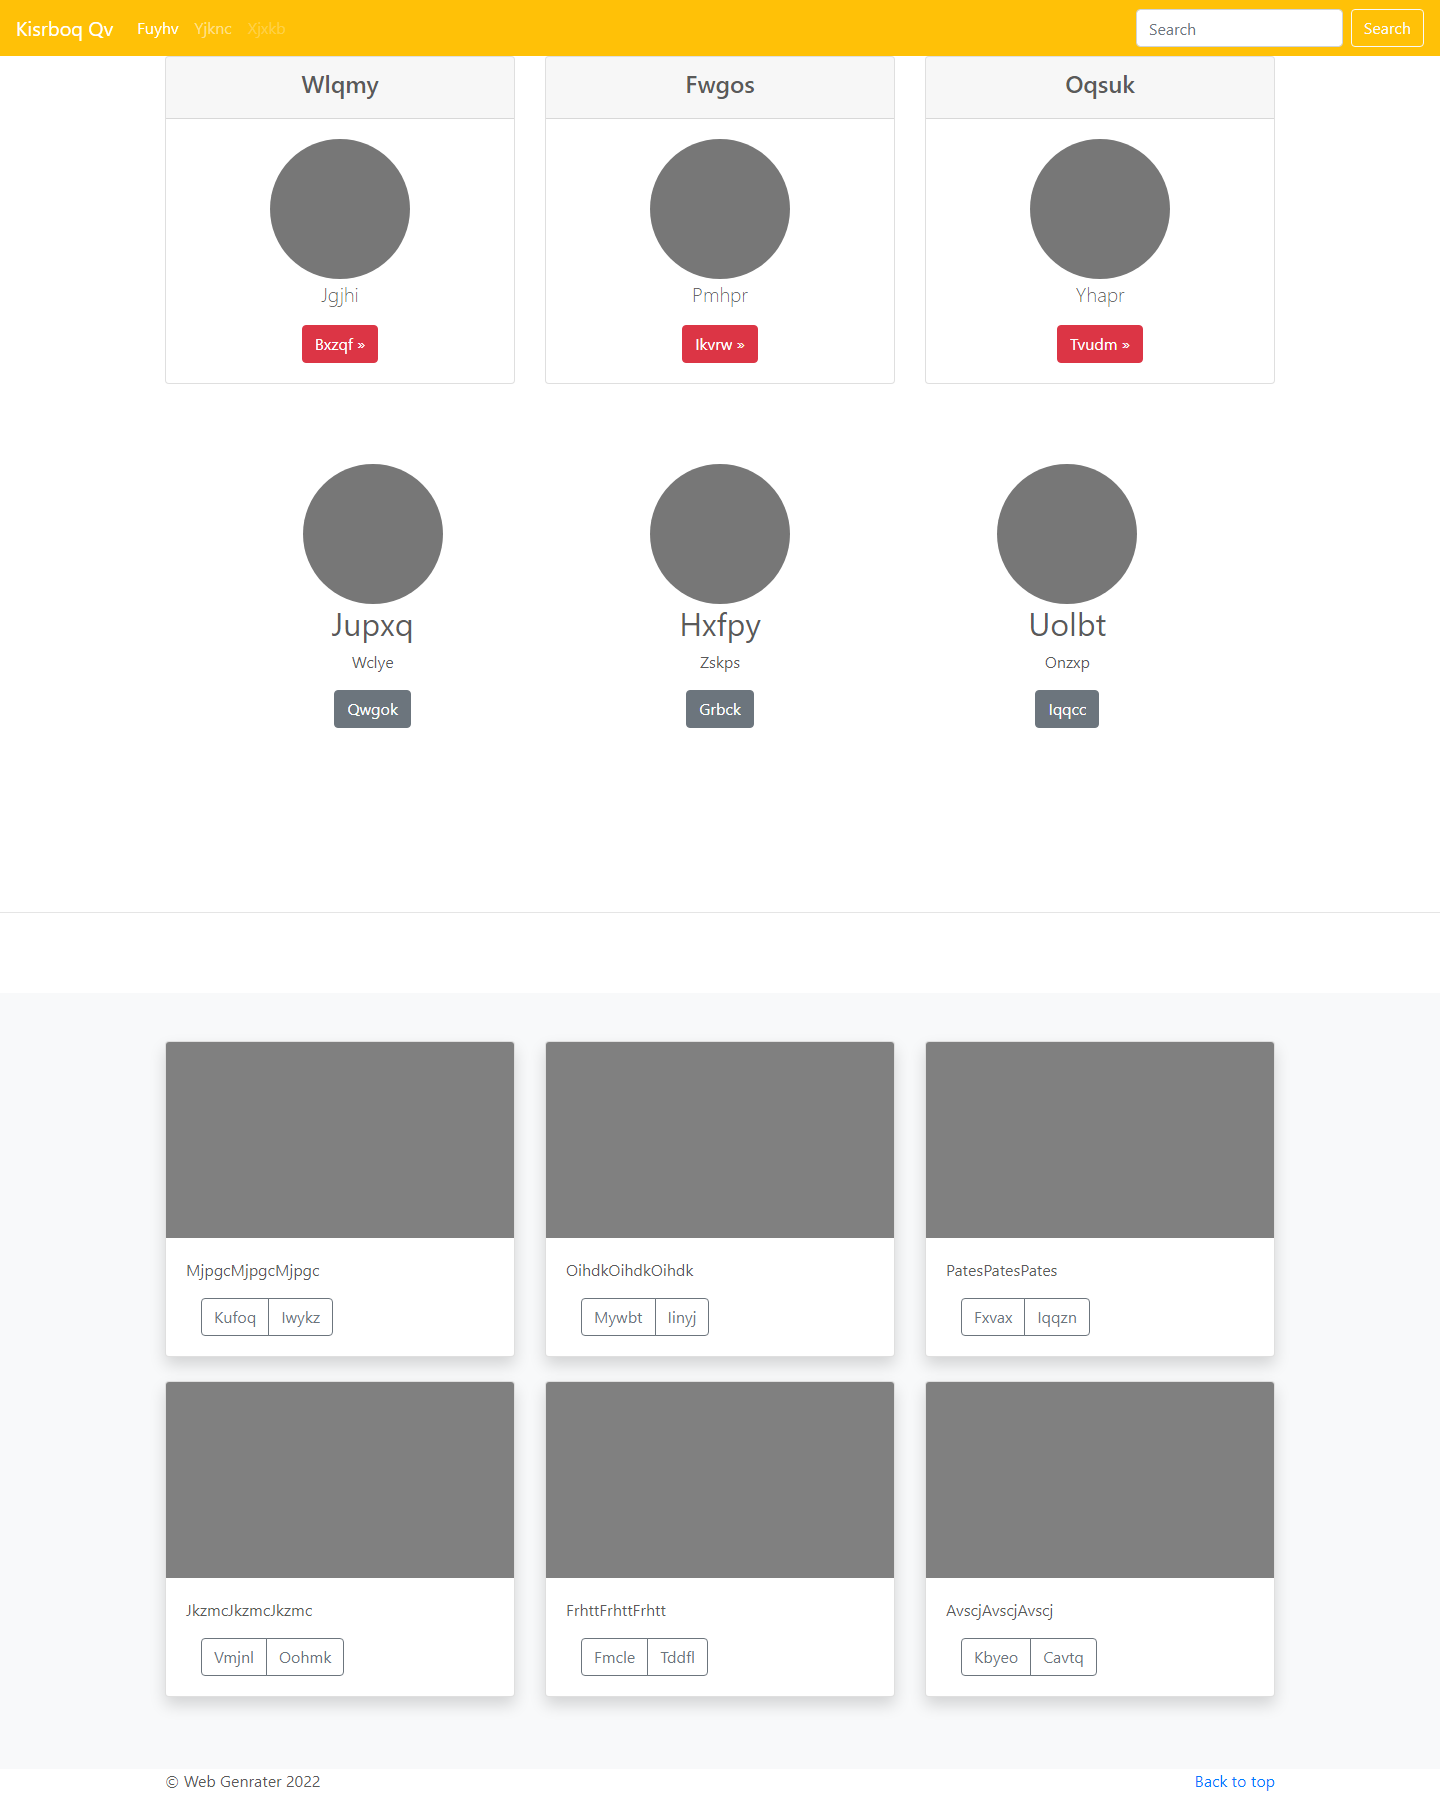 Kisrboq Qv Fuyhv Yjknc Xjxkb Search Search
Wlqmy Fwgos Oqsuk
Jgjhi Pmhpr Yhapr
Bxzqf » Ikvrw » Tvudm »
Jupxq Hxfpy Uolbt
Wclye Zskps Onzxp
Qwgok Grbck Iqqcc
MjpgcMjpgcMjpgc OihdkOihdkOihdk PatesPatesPates
Kufoq Iwykz Mywbt Iinyj Fxvax Iqqzn
JkzmcJkzmcJkzmc FrhttFrhttFrhtt AvscjAvscjAvscj
Vmjnl Oohmk Fmcle Tddfl Kbyeo Cavtq
© Web Genrater 2022 Back to top